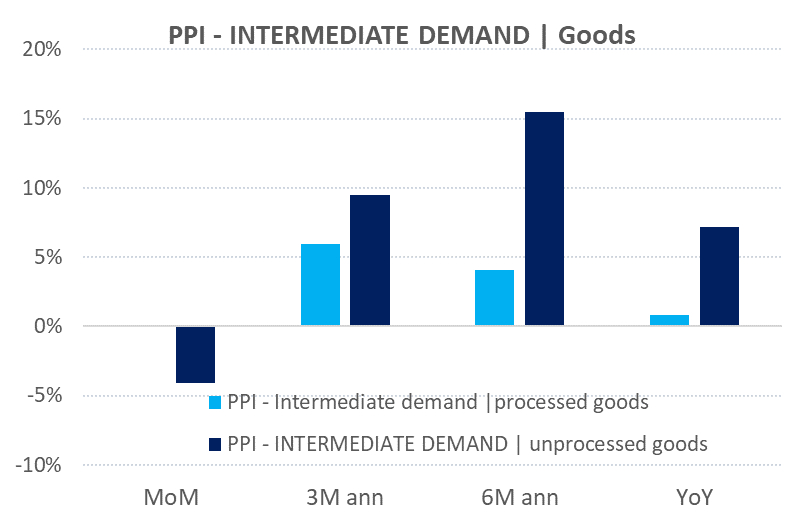 PPI - INTERMEDIATE DEMAND | Goods
20%
15%
10%
5%
0%
-5%
-10%
PPI - Intermediate demand |processed goods
PPI - INTERMEDIATE DEMAND | unprocessed goods
MoM 3M ann 6M ann YoY